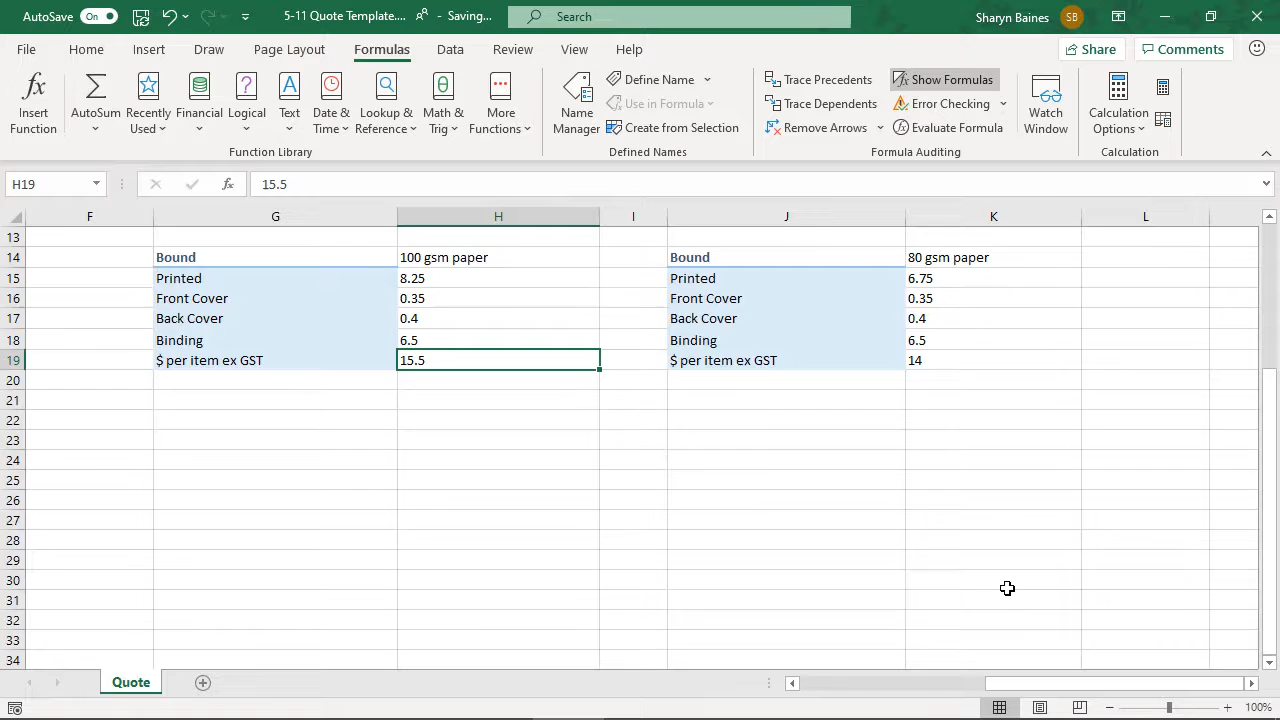 AutoSave On 5-11 Quote Template.... Saving... Search Sharyn Baines SB
File Home Insert Draw Page Layout Formulas Data Review View Help Share Comments
Insert Function
AutoSum
Recently Used
Financial
Logical
Text
Date & Time
Lookup & Reference
Math & Trig
More Functions
Function Library
Name Manager
Define Name
Use in Formula
Create from Selection
Defined Names
Trace Precedents
Trace Dependents
Remove Arrows
Show Formulas
Error Checking
Evaluate Formula
Formula Auditing
Watch Window
Calculation Options
Calculation
H19 fx 15.5
F G H I J K L
13
14 Bound 100 gsm paper Bound 80 gsm paper
15 Printed 8.25 Printed 6.75
16 Front Cover 0.35 Front Cover 0.35
17 Back Cover 0.4 Back Cover 0.4
18 Binding 6.5 Binding 6.5
19 $ per item ex GST 15.5 $ per item ex GST 14
20
21
22
23
24
25
26
27
28
29
30
31
32
33
34
Quote
100%